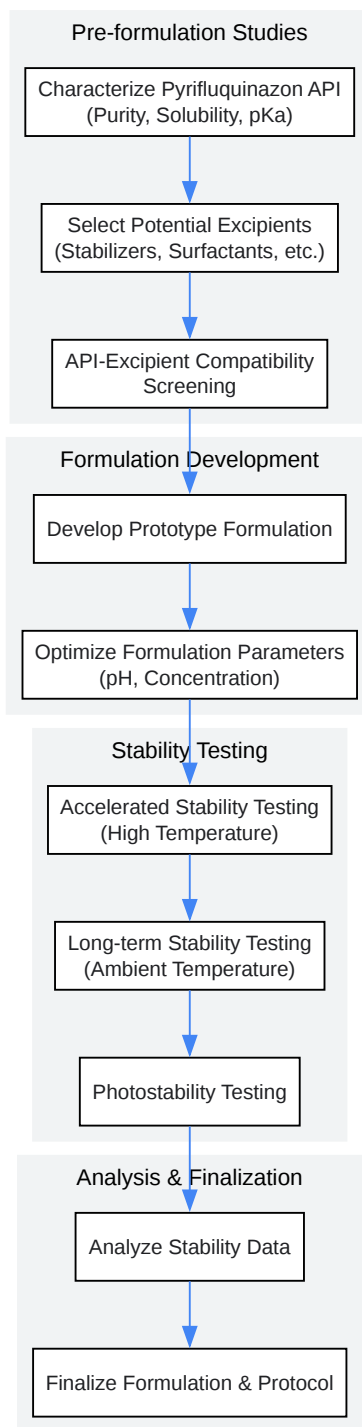 Pre-formulation Studies
Characterize Pyrifluquinazon API
(Purity, Solubility, pKa)
Select Potential Excipients
(Stabilizers, Surfactants, etc.)
API-Excipient Compatibility
Screening
Formulation Development
Develop Prototype Formulation
Optimize Formulation Parameters
(pH, Concentration)
Stability Testing
Accelerated Stability Testing
(High Temperature)
Long-term Stability Testing
(Ambient Temperature)
Photostability Testing
Analysis & Finalization
Analyze Stability Data
Finalize Formulation & Protocol